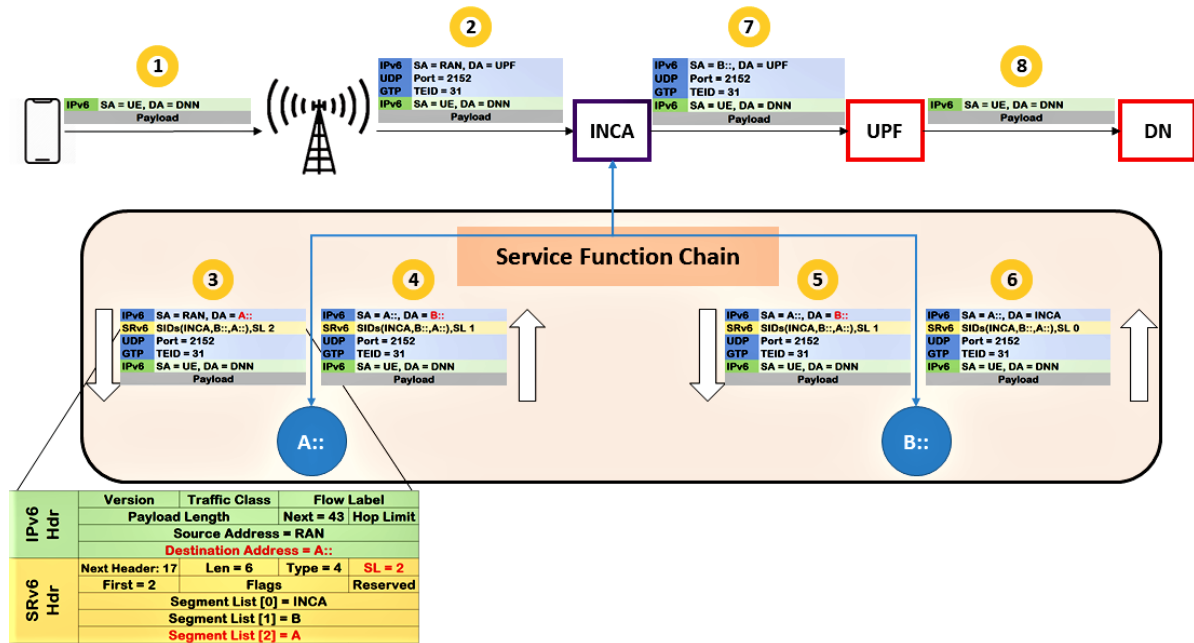 1
IPv6 SA = UE, DA = DNN
Payload
2
IPv6 SA = RAN, DA = UPF
UDP Port = 2152
GTP TEID = 31
IPv6 SA = UE, DA = DNN
Payload
INCA
7
IPv6 SA = B::, DA = UPF
UDP Port = 2152
GTP TEID = 31
IPv6 SA = UE, DA = DNN
Payload
UPF
8
IPv6 SA = UE, DA = DNN
Payload
DN
Service Function Chain
3
IPv6 SA = RAN, DA = A::
SRv6 SIDs(INCA,B::,A::),SL 2
UDP Port = 2152
GTP TEID = 31
IPv6 SA = UE, DA = DNN
Payload
4
IPv6 SA = A::, DA = B::
SRv6 SIDs(INCA,B::,A::),SL 1
UDP Port = 2152
GTP TEID = 31
IPv6 SA = UE, DA = DNN
Payload
5
IPv6 SA = A::, DA = B::
SRv6 SIDs(INCA,B::,A::),SL 1
UDP Port = 2152
GTP TEID = 31
IPv6 SA = UE, DA = DNN
Payload
6
IPv6 SA = A::, DA = INCA
SRv6 SIDs(INCA,B::,A::),SL 0
UDP Port = 2152
GTP TEID = 31
IPv6 SA = UE, DA = DNN
Payload
A::
B::
IPv6 Hdr
Version Traffic Class Flow Label
Payload Length Next = 43 Hop Limit
Source Address = RAN
Destination Address = A::
SRv6 Hdr
Next Header: 17 Len = 6 Type = 4 SL = 2
First = 2 Flags Reserved
Segment List [0] = INCA
Segment List [1] = B
Segment List [2] = A